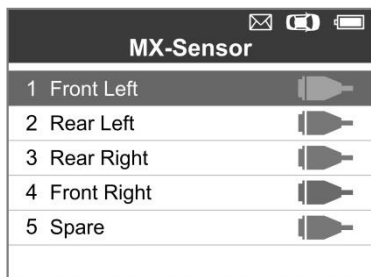 MX-Sensor
1 Front Left
2 Rear Left
3 Rear Right
4 Front Right
5 Spare